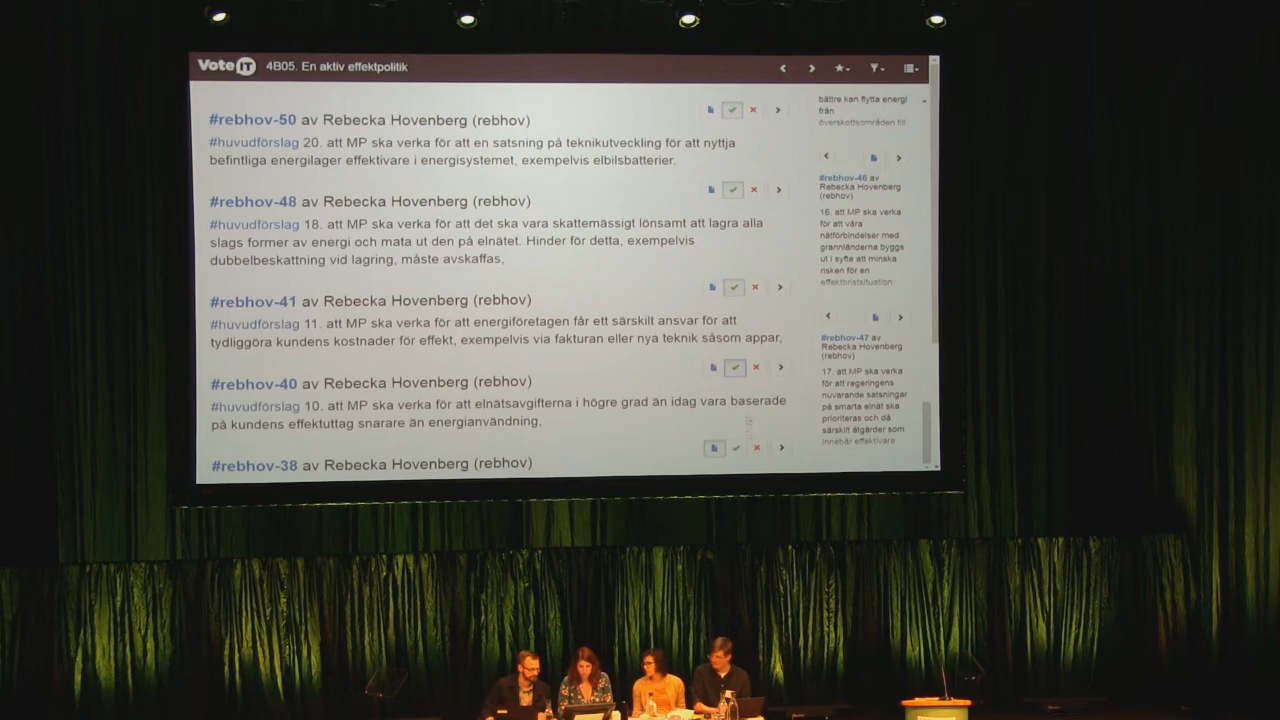 VoteIT 4B05. En aktiv effektpolitik
#rebhov-50 av Rebecka Hovenberg (rebhov)
#huvudförslag 20. att MP ska verka för att en satsning på teknikutveckling för att nyttja
befintliga energilager effektivare i energisystemet, exempelvis elbilsbatterier.
#rebhov-48 av Rebecka Hovenberg (rebhov)
#huvudförslag 18. att MP ska verka för att det ska vara skattemässigt lönsamt att lagra alla
slags former av energi och mata ut den på elnätet. Hinder för detta, exempelvis
dubbelbeskattning vid lagring, måste avskaffas,
#rebhov-41 av Rebecka Hovenberg (rebhov)
#huvudförslag 11. att MP ska verka för att energiföretagen får ett särskilt ansvar för att
tydliggöra kundens kostnader för effekt, exempelvis via fakturan eller nya teknik såsom appar,
#rebhov-40 av Rebecka Hovenberg (rebhov)
#huvudförslag 10. att MP ska verka för att elnätsavgifterna i högre grad än idag vara baserade
på kundens effektuttag snarare än energianvändning,
#rebhov-38 av Rebecka Hovenberg (rebhov)
bättre kan flytta energi
från
överskottsområden till
#rebhov-46 av
Rebecka Hovenberg
(rebhov)
16. att MP ska verka
för att våra
nätförbindelser med
grannländerna byggs
ut i syfte att minska
risken för en
effektbristsituation
#rebhov-47 av
Rebecka Hovenberg
(rebhov)
17. att MP ska verka
för att regeringens
nuvarande satsningar
på smarta elnät ska
prioriteras och då
särskilt åtgärder som
innebär effektivare